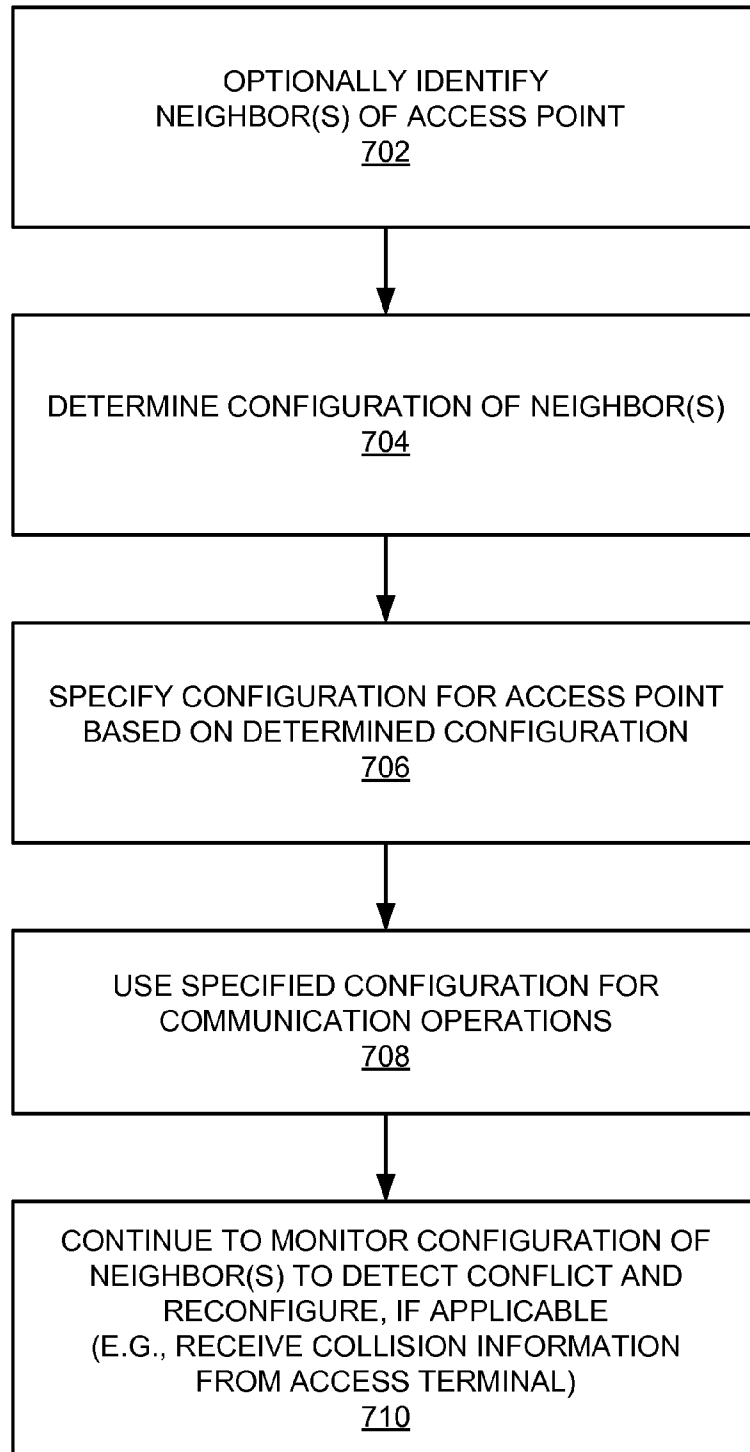 OPTIONALLY IDENTIFY
NEIGHBOR(S) OF ACCESS POINT
702
DETERMINE CONFIGURATION OF NEIGHBOR(S)
704
SPECIFY CONFIGURATION FOR ACCESS POINT
BASED ON DETERMINED CONFIGURATION
706
USE SPECIFIED CONFIGURATION FOR
COMMUNICATION OPERATIONS
708
CONTINUE TO MONITOR CONFIGURATION OF
NEIGHBOR(S) TO DETECT CONFLICT AND
RECONFIGURE, IF APPLICABLE
(E.G., RECEIVE COLLISION INFORMATION
FROM ACCESS TERMINAL)
710